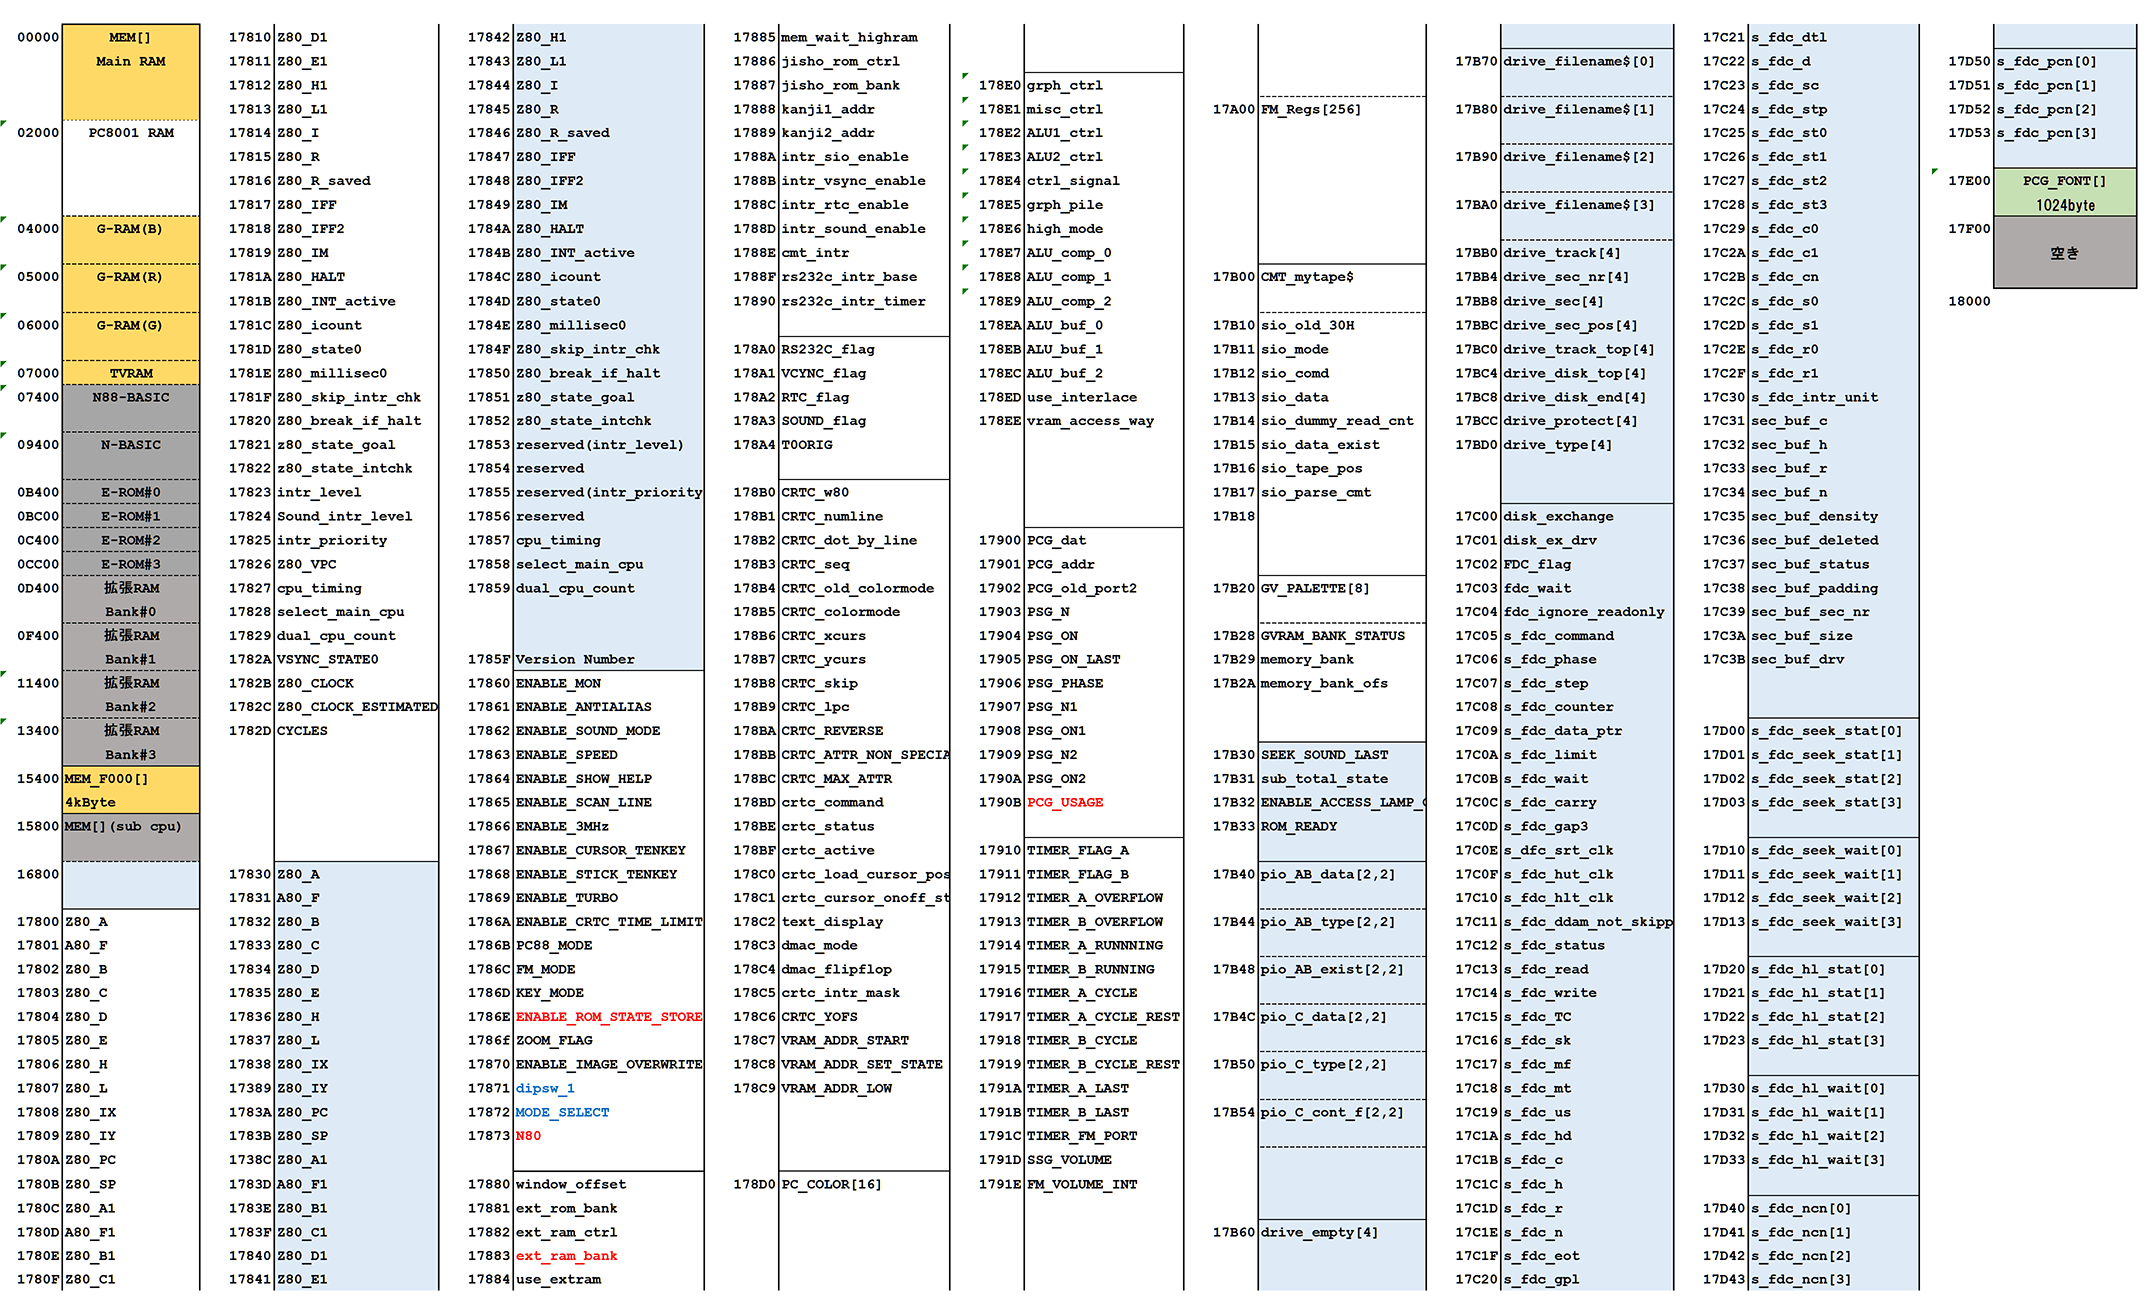 00000 MEM[]
Main RAM
02000 PC8001 RAM
04000 G-RAM(B)
05000 G-RAM(R)
06000 G-RAM(G)
07000 TVRAM
07400 N88-BASIC
09400 N-BASIC
0B400 E-ROM#0
0BC00 E-ROM#1
0C400 E-ROM#2
0CC00 E-ROM#3
0D400 拡張RAM
Bank#0
0F400 拡張RAM
Bank#1
11400 拡張RAM
Bank#2
13400 拡張RAM
Bank#3
15400 MEM_F000[]
4kByte
15800 MEM[](sub cpu)
16800
17800 Z80_A
17801 A80_F
17802 Z80_B
17803 Z80_C
17804 Z80_D
17805 Z80_E
17806 Z80_H
17807 Z80_L
17808 Z80_IX
17809 Z80_IY
1780A Z80_PC
1780B Z80_SP
1780C Z80_A1
1780D A80_F1
1780E Z80_B1
1780F Z80_C1
17810 Z80_D1
17811 Z80_E1
17812 Z80_H1
17813 Z80_L1
17814 Z80_I
17815 Z80_R
17816 Z80_R_saved
17817 Z80_IFF
17818 Z80_IFF2
17819 Z80_IM
1781A Z80_HALT
1781B Z80_INT_active
1781C Z80_icount
1781D Z80_state0
1781E Z80_millisec0
1781F Z80_skip_intr_chk
17820 Z80_break_if_halt
17821 z80_state_goal
17822 z80_state_intchk
17823 intr_level
17824 Sound_intr_level
17825 intr_priority
17826 Z80_VPC
17827 cpu_timing
17828 select_main_cpu
17829 dual_cpu_count
1782A VSYNC_STATE0
1782B Z80_CLOCK
1782C Z80_CLOCK_ESTIMATED
1782D CYCLES
17830 Z80_A
17831 A80_F
17832 Z80_B
17833 Z80_C
17834 Z80_D
17835 Z80_E
17836 Z80_H
17837 Z80_L
17838 Z80_IX
17389 Z80_IY
1783A Z80_PC
1783B Z80_SP
1738C Z80_A1
1783D A80_F1
1783E Z80_B1
1783F Z80_C1
17840 Z80_D1
17841 Z80_E1
17842 Z80_H1
17843 Z80_L1
17844 Z80_I
17845 Z80_R
17846 Z80_R_saved
17847 Z80_IFF
17848 Z80_IFF2
17849 Z80_IM
1784A Z80_HALT
1784B Z80_INT_active
1784C Z80_icount
1784D Z80_state0
1784E Z80_millisec0
1784F Z80_skip_intr_chk
17850 Z80_break_if_halt
17851 z80_state_goal
17852 z80_state_intchk
17853 reserved(intr_level)
17854 reserved
17855 reserved(intr_priority
17856 reserved
17857 cpu_timing
17858 select_main_cpu
17859 dual_cpu_count
1785F Version Number
17860 ENABLE_MON
17861 ENABLE_ANTIALIAS
17862 ENABLE_SOUND_MODE
17863 ENABLE_SPEED
17864 ENABLE_SHOW_HELP
17865 ENABLE_SCAN_LINE
17866 ENABLE_3MHz
17867 ENABLE_CURSOR_TENKEY
17868 ENABLE_STICK_TENKEY
17869 ENABLE_TURBO
1786A ENABLE_CRTC_TIME_LIMIT
1786B PC88_MODE
1786C FM_MODE
1786D KEY_MODE
1786E ENABLE_ROM_STATE_STORE
1786f ZOOM_FLAG
17870 ENABLE_IMAGE_OVERWRITE
17871 dipsw_1
17872 MODE_SELECT
17873 N80
17880 window_offset
17881 ext_rom_bank
17882 ext_ram_ctrl
17883 ext_ram_bank
17884 use_extram
17885 mem_wait_highram
17886 jisho_rom_ctrl
17887 jisho_rom_bank
17888 kanji1_addr
17889 kanji2_addr
1788A intr_sio_enable
1788B intr_vsync_enable
1788C intr_rtc_enable
1788D intr_sound_enable
1788E cmt_intr
1788F rs232c_intr_base
17890 rs232c_intr_timer
178A0 RS232C_flag
178A1 VCYNC_flag
178A2 RTC_flag
178A3 SOUND_flag
178A4 TOORIG
178B0 CRTC_w80
178B1 CRTC_numline
178B2 CRTC_dot_by_line
178B3 CRTC_seq
178B4 CRTC_old_colormode
178B5 CRTC_colormode
178B6 CRTC_xcurs
178B7 CRTC_ycurs
178B8 CRTC_skip
178B9 CRTC_lpc
178BA CRTC_REVERSE
178BB CRTC_ATTR_NON_SPECIA
178BC CRTC_MAX_ATTR
178BD crtc_command
178BE crtc_status
178BF crtc_active
178C0 crtc_load_cursor_pos
178C1 crtc_cursor_onoff_st
178C2 text_display
178C3 dmac_mode
178C4 dmac_flipflop
178C5 crtc_intr_mask
178C6 CRTC_YOFS
178C7 VRAM_ADDR_START
178C8 VRAM_ADDR_SET_STATE
178C9 VRAM_ADDR_LOW
178D0 PC_COLOR[16]
178E0 grph_ctrl
178E1 misc_ctrl
178E2 ALU1_ctrl
178E3 ALU2_ctrl
178E4 ctrl_signal
178E5 grph_pile
178E6 high_mode
178E7 ALU_comp_0
178E8 ALU_comp_1
178E9 ALU_comp_2
178EA ALU_buf_0
178EB ALU_buf_1
178EC ALU_buf_2
178ED use_interlace
178EE vram_access_way
17900 PCG_dat
17901 PCG_addr
17902 PCG_old_port2
17903 PSG_N
17904 PSG_ON
17905 PSG_ON_LAST
17906 PSG_PHASE
17907 PSG_N1
17908 PSG_ON1
17909 PSG_N2
1790A PSG_ON2
1790B PCG_USAGE
17910 TIMER_FLAG_A
17911 TIMER_FLAG_B
17912 TIMER_A_OVERFLOW
17913 TIMER_B_OVERFLOW
17914 TIMER_A_RUNNNING
17915 TIMER_B_RUNNING
17916 TIMER_A_CYCLE
17917 TIMER_A_CYCLE_REST
17918 TIMER_B_CYCLE
17919 TIMER_B_CYCLE_REST
1791A TIMER_A_LAST
1791B TIMER_B_LAST
1791C TIMER_FM_PORT
1791D SSG_VOLUME
1791E FM_VOLUME_INT
17A00 FM_Regs[256]
17B00 CMT_mytape$
17B10 sio_old_30H
17B11 sio_mode
17B12 sio_comd
17B13 sio_data
17B14 sio_dummy_read_cnt
17B15 sio_data_exist
17B16 sio_tape_pos
17B17 sio_parse_cmt
17B18
17B20 GV_PALETTE[8]
17B28 GVRAM_BANK_STATUS
17B29 memory_bank
17B2A memory_bank_ofs
17B30 SEEK_SOUND_LAST
17B31 sub_total_state
17B32 ENABLE_ACCESS_LAMP_
17B33 ROM_READY
17B40 pio_AB_data[2,2]
17B44 pio_AB_type[2,2]
17B48 pio_AB_exist[2,2]
17B4C pio_C_data[2,2]
17B50 pio_C_type[2,2]
17B54 pio_C_cont_f[2,2]
17B60 drive_empty[4]
17B70 drive_filename$[0]
17B80 drive_filename$[1]
17B90 drive_filename$[2]
17BA0 drive_filename$[3]
17BB0 drive_track[4]
17BB4 drive_sec_nr[4]
17BB8 drive_sec[4]
17BBC drive_sec_pos[4]
17BC0 drive_track_top[4]
17BC4 drive_disk_top[4]
17BC8 drive_disk_end[4]
17BCC drive_protect[4]
17BD0 drive_type[4]
17C00 disk_exchange
17C01 disk_ex_drv
17C02 FDC_flag
17C03 fdc_wait
17C04 fdc_ignore_readonly
17C05 s_fdc_command
17C06 s_fdc_phase
17C07 s_fdc_step
17C08 s_fdc_counter
17C09 s_fdc_data_ptr
17C0A s_fdc_limit
17C0B s_fdc_wait
17C0C s_fdc_carry
17C0D s_fdc_gap3
17C0E s_dfc_srt_clk
17C0F s_fdc_hut_clk
17C10 s_fdc_hlt_clk
17C11 s_fdc_ddam_not_skipp
17C12 s_fdc_status
17C13 s_fdc_read
17C14 s_fdc_write
17C15 s_fdc_TC
17C16 s_fdc_sk
17C17 s_fdc_mf
17C18 s_fdc_mt
17C19 s_fdc_us
17C1A s_fdc_hd
17C1B s_fdc_c
17C1C s_fdc_h
17C1D s_fdc_r
17C1E s_fdc_n
17C1F s_fdc_eot
17C20 s_fdc_gpl
17C21 s_fdc_dtl
17C22 s_fdc_d
17C23 s_fdc_sc
17C24 s_fdc_stp
17C25 s_fdc_st0
17C26 s_fdc_st1
17C27 s_fdc_st2
17C28 s_fdc_st3
17C29 s_fdc_c0
17C2A s_fdc_c1
17C2B s_fdc_cn
17C2C s_fdc_s0
17C2D s_fdc_s1
17C2E s_fdc_r0
17C2F s_fdc_r1
17C30 s_fdc_intr_unit
17C31 sec_buf_c
17C32 sec_buf_h
17C33 sec_buf_r
17C34 sec_buf_n
17C35 sec_buf_density
17C36 sec_buf_deleted
17C37 sec_buf_status
17C38 sec_buf_padding
17C39 sec_buf_sec_nr
17C3A sec_buf_size
17C3B sec_buf_drv
17D00 s_fdc_seek_stat[0]
17D01 s_fdc_seek_stat[1]
17D02 s_fdc_seek_stat[2]
17D03 s_fdc_seek_stat[3]
17D10 s_fdc_seek_wait[0]
17D11 s_fdc_seek_wait[1]
17D12 s_fdc_seek_wait[2]
17D13 s_fdc_seek_wait[3]
17D20 s_fdc_hl_stat[0]
17D21 s_fdc_hl_stat[1]
17D22 s_fdc_hl_stat[2]
17D23 s_fdc_hl_stat[3]
17D30 s_fdc_hl_wait[0]
17D31 s_fdc_hl_wait[1]
17D32 s_fdc_hl_wait[2]
17D33 s_fdc_hl_wait[3]
17D40 s_fdc_ncn[0]
17D41 s_fdc_ncn[1]
17D42 s_fdc_ncn[2]
17D43 s_fdc_ncn[3]
17D50 s_fdc_pcn[0]
17D51 s_fdc_pcn[1]
17D52 s_fdc_pcn[2]
17D53 s_fdc_pcn[3]
17E00 PCG_FONT[]
1024byte
17F00
空き
18000